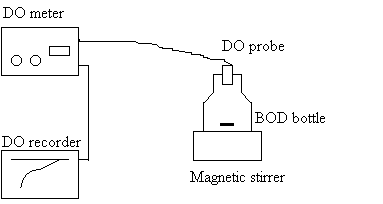 DO meter
DO probe
BOD bottle
DO recorder
Magnetic stirrer